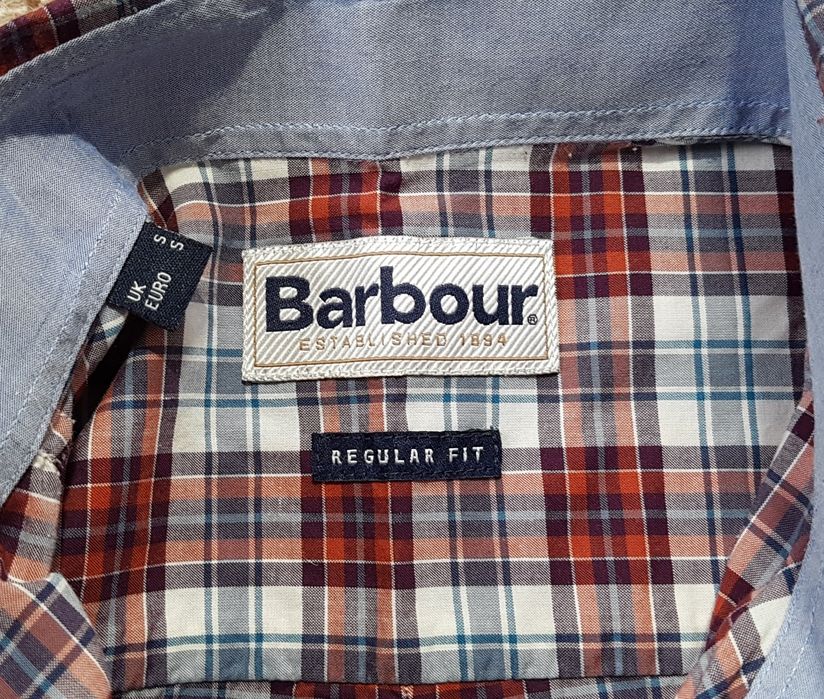 UK S
EURO S
Barbour®
ESTABLISHED 1894
REGULAR FIT